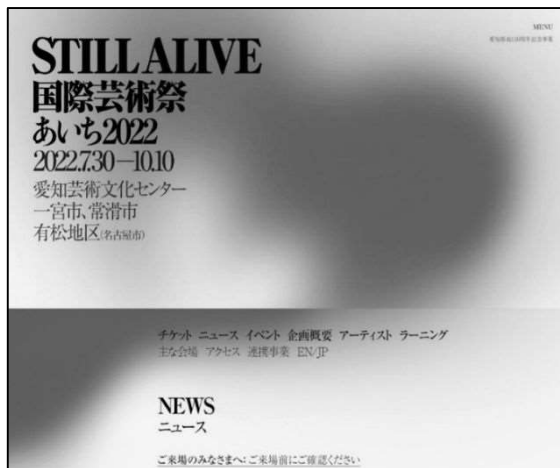 MENU
STILL ALIVE
国際芸術祭
あいち2022
2022.7.30—10.10
愛知芸術文化センター
一宮市、常滑市
有松地区(名古屋市)
チケット ニュース イベント 企画概要 アーティスト ラーニング
主な会場 アクセス 連携事業 EN/JP
NEWS
ニュース
ご来場のみなさまへ:ご来場前にご確認ください